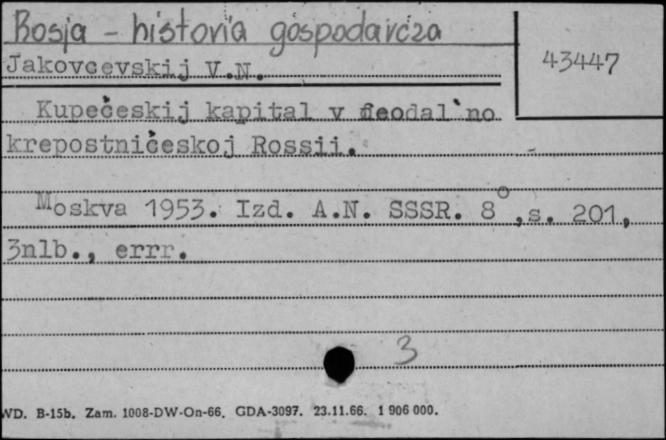 Rosja - historia gospodarcza
43447
Jakovcevskij V.N.
Kupečeskij kapital v feodal'no
krepostničeskoj Rossii.
Moskva 1953. Izd. A.N. SSSR. 8°,s. 201,
3nlb., errr.
3
WD. B-15b. Zam. 1008-DW-On-66. GDA-3097. 23.11.66. 1 906 000.